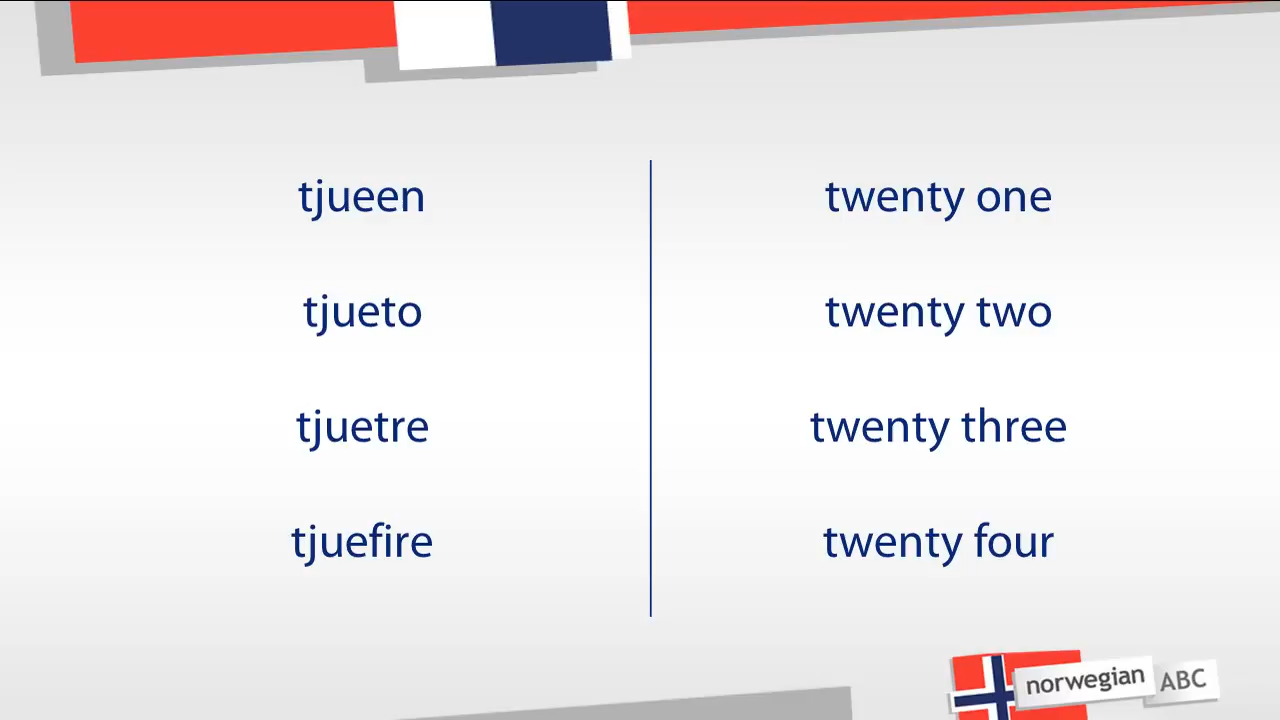 tjueen twenty one
tjueto twenty two
tjuetre twenty three
tjuefire twenty four
norwegian ABC